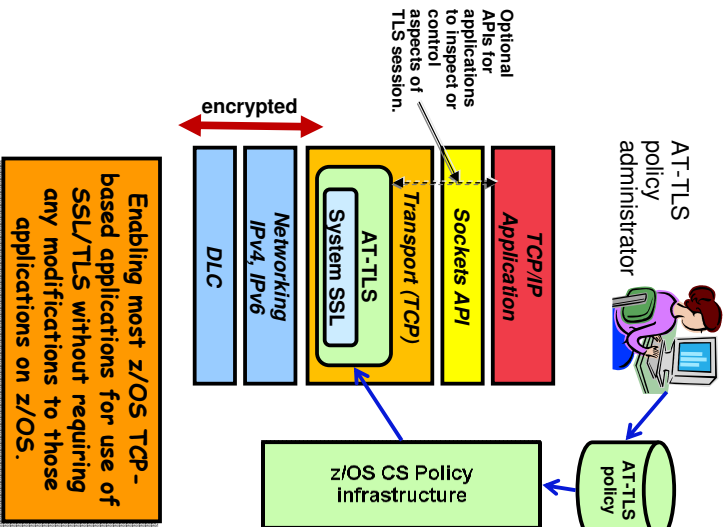 AT-TLS
policy
administrator
AT-TLS
policy
Optional
APIs for
applications
to inspect or
control
aspects of
TLS session.
TCP/IP
Application
Sockets API
Transport (TCP)
AT-TLS
System SSL
Networking
IPv4, IPv6
DLC
encrypted
z/OS CS Policy
infrastructure
Enabling most z/OS TCP-
based applications for use of
SSL/TLS without requiring
any modifications to those
applications on z/OS.